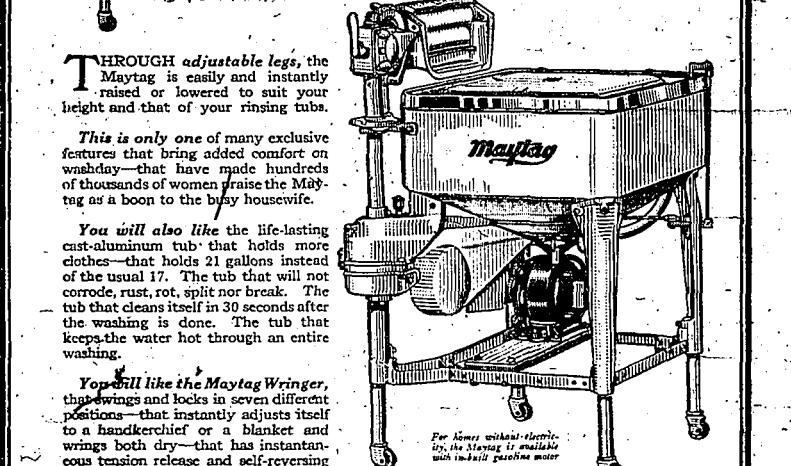 THROUGH adjustable legs, the
Maytag is easily and instantly
raised or lowered to suit your
height and that of your rinsing tubs.
This is only one of many exclusive
features that bring added comfort on
washday—that have made hundreds
of thousands of women praise the May-
tag as a boon to the busy housewife.
You will also like the life-lasting
cast-aluminum tub that holds more
clothes—that holds 21 gallons instead
of the usual 17. The tub that will not
corrode, rust, rot, split nor break. The
tub that cleans itself in 30 seconds after
the washing is done. The tub that
keeps the water hot through an entire
washing.
You will like the Maytag Wringer,
that swings and locks in seven different
positions—that instantly adjusts itself
to a handkerchief or a blanket and
wrings both dry—that has instantan-
eous tension release and self-reversing
Maytag
For homes without electric-
ity, the Maytag is available
with in-built gasoline motor